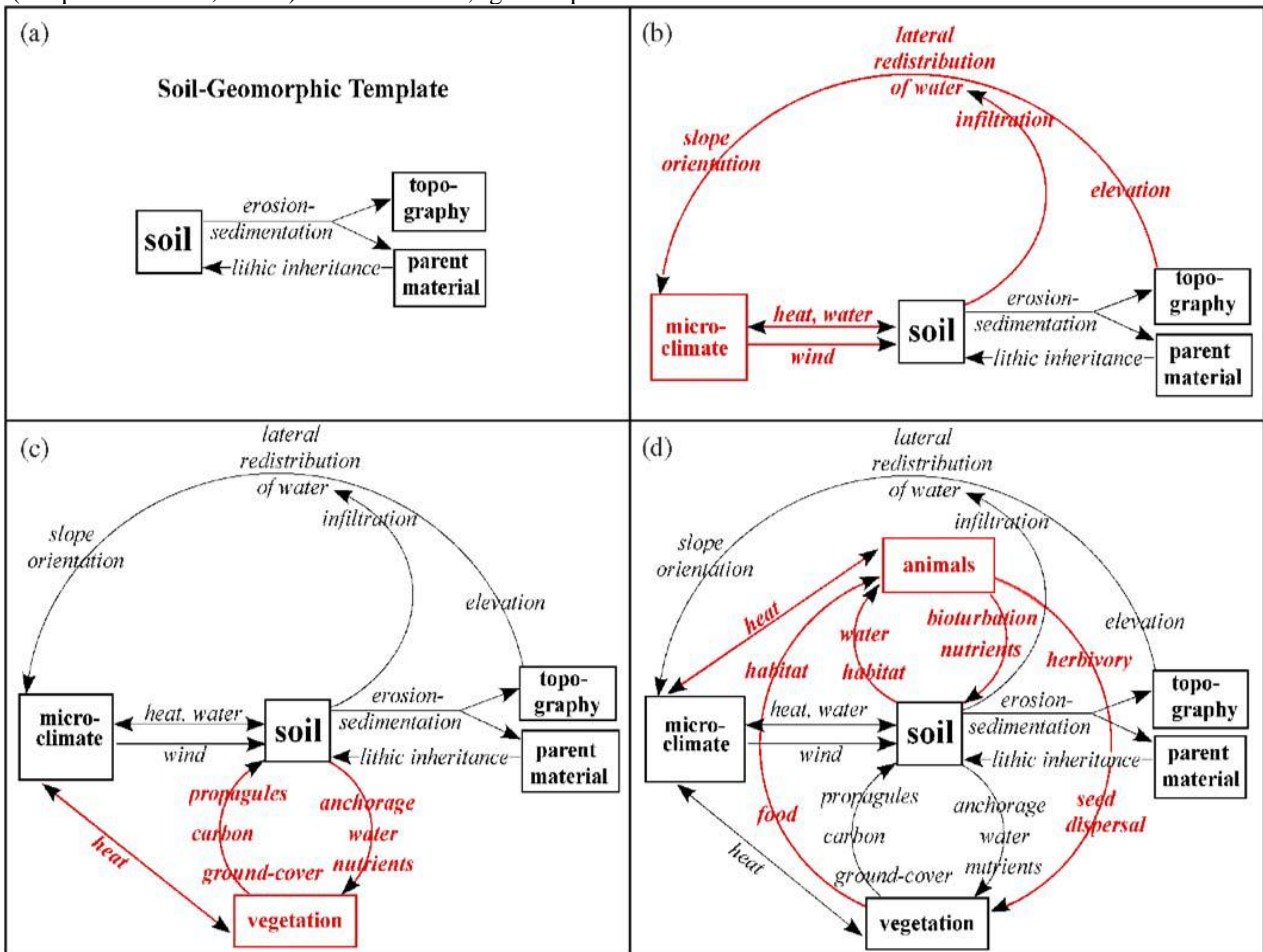 (a)
Soil-Geomorphic Template
topo-
graphy
erosion-
soil
sedimentation
lithic inheritance
parent
material
(b)
lateral
redistribution
of water
infiltration
slope
orientation
elevation
topo-
graphy
micro-
climate
heat, water
wind
soil
erosion-
sedimentation
lithic inheritance
parent
material
(c)
lateral
redistribution
of water
infiltration
slope
orientation
elevation
topo-
graphy
micro-
climate
heat, water
wind
soil
erosion-
sedimentation
lithic inheritance
parent
material
propagules
carbon
ground-cover
anchorage
water
nutrients
heat
vegetation
(d)
lateral
redistribution
of water
infiltration
slope
orientation
animals
elevation
heat
water
habitat
bioturbation
nutrients
habitat
herbivory
topo-
graphy
micro-
climate
heat, water
wind
soil
erosion-
sedimentation
lithic inheritance
parent
material
propagules
carbon
ground-cover
anchorage
water
nutrients
food
seed
dispersal
heat
vegetation